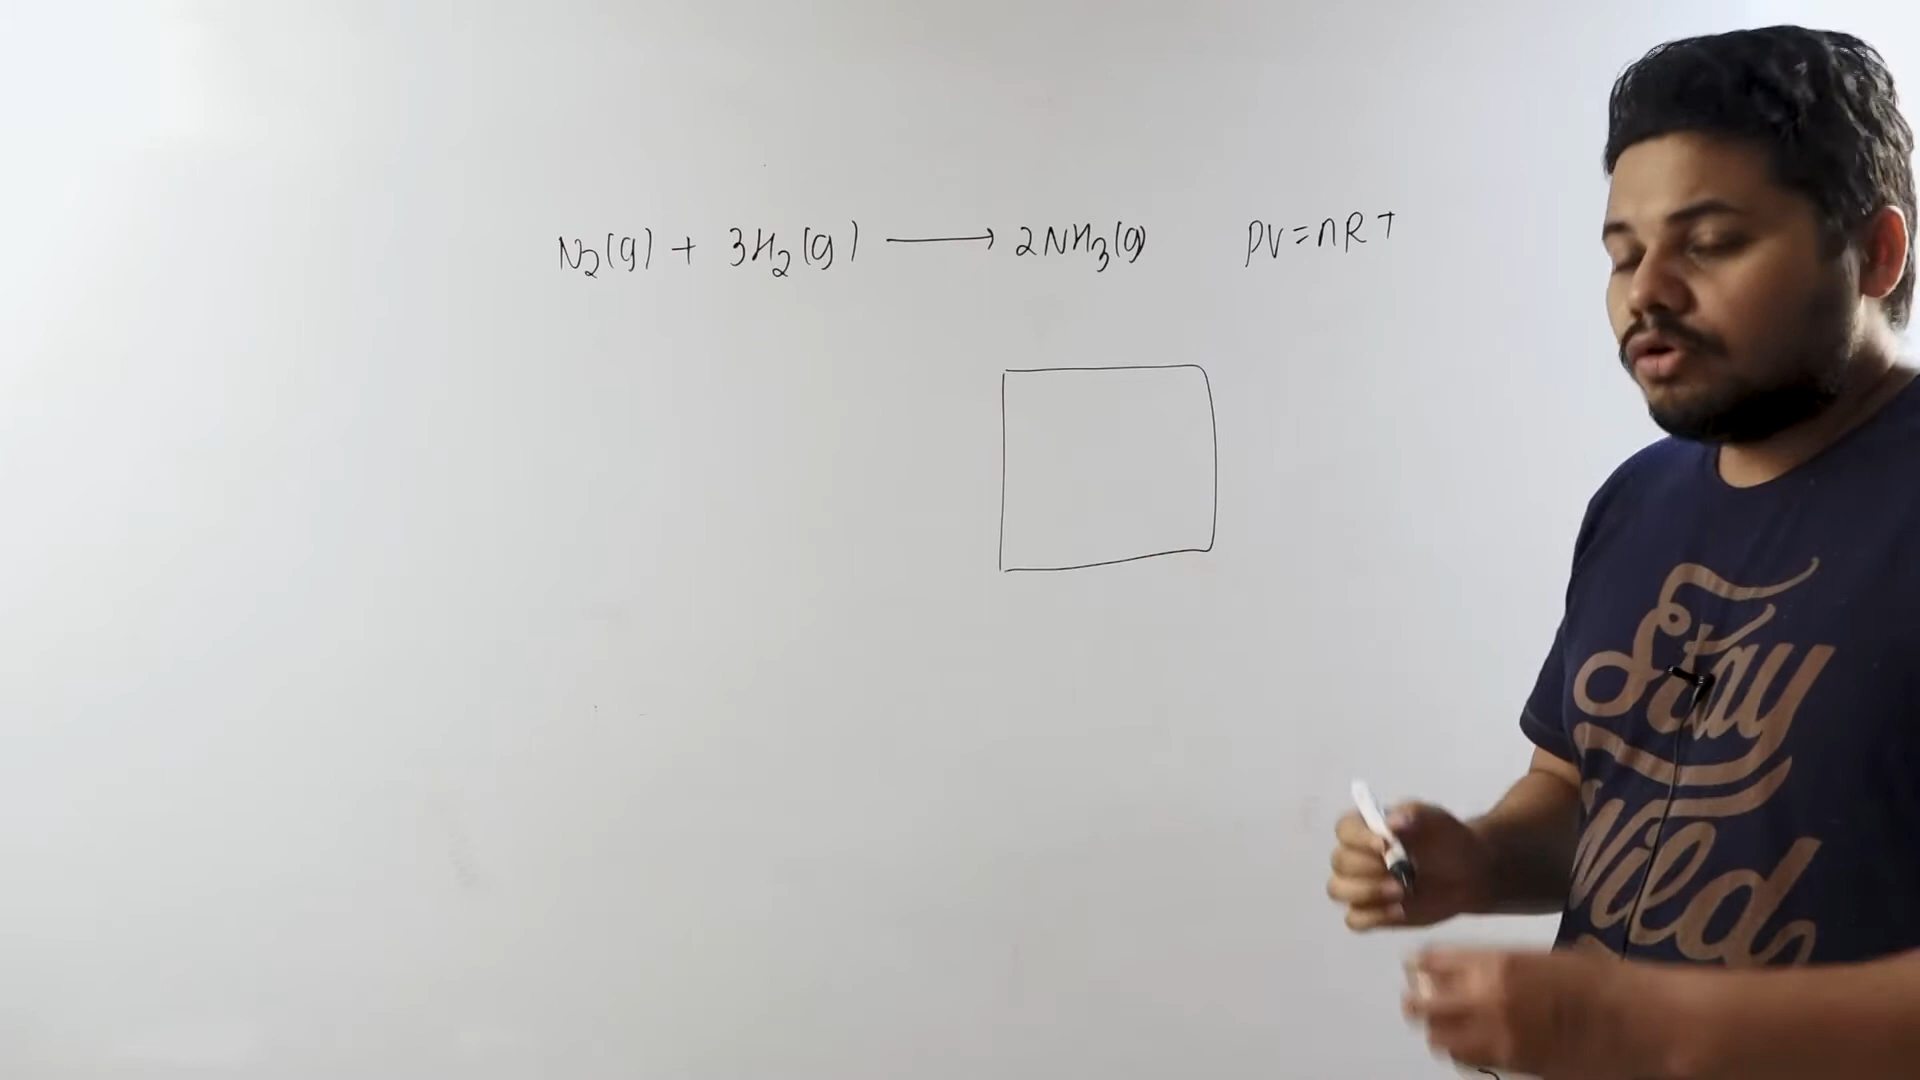 N₂(g) + 3H₂(g) ⟶ 2NH₃(g) PV=nRT
Stay
Wild